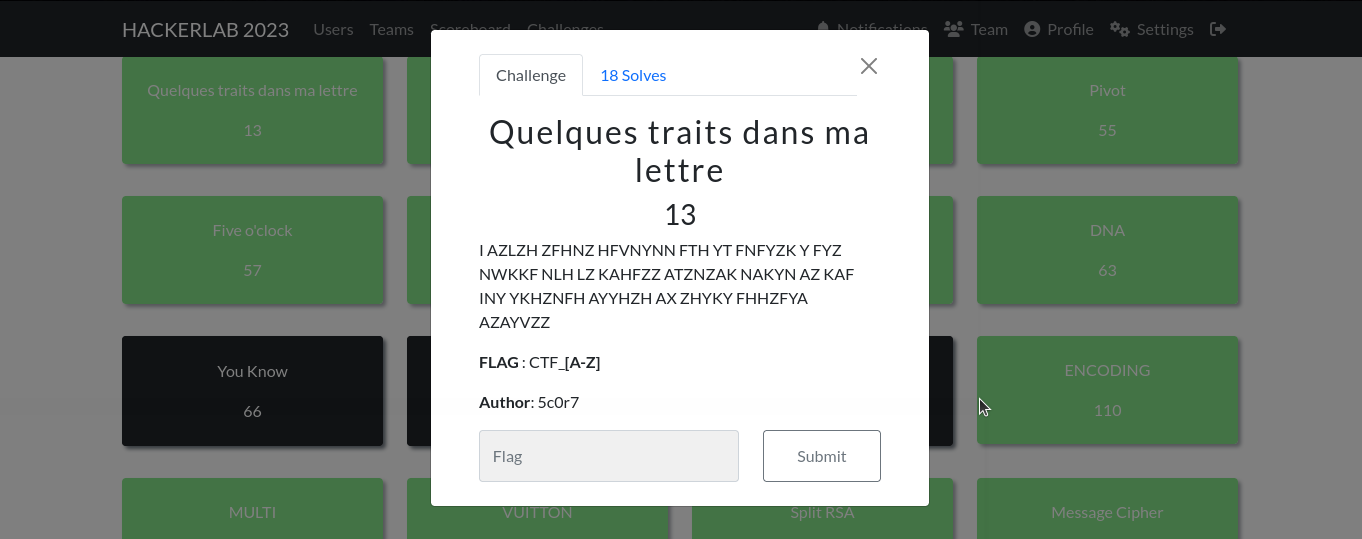 HACKERLAB 2023 Users Teams Scoreboard Challenges Notifications Team Profile Settings
Challenge 18 Solves
Quelques traits dans ma lettre
13
Pivot
55
Quelques traits dans ma
lettre
13
I AZLZH ZFHNZ HFVNYNN FTH YT FNFYZK Y FYZ
NWKKF NLH LZ KAHFZZ ATZNZAK NAKYN AZ KAF
INY YKHZNFH AYYHZH AX ZHYKY FHHZFYA
AZAYVZZ
FLAG : CTF_[A-Z]
Author: 5c0r7
Flag Submit
Five o'clock
57
DNA
63
You Know
66
ENCODING
110
MULTI VUITTON Split RSA Message Cipher